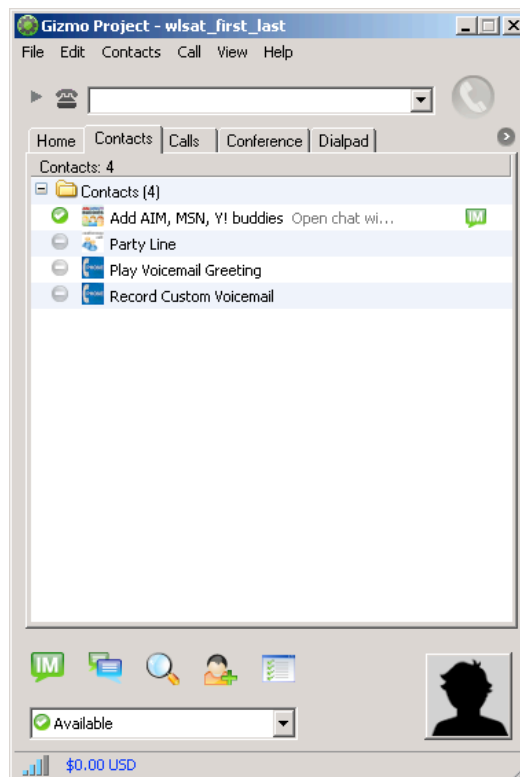 Gizmo Project - wlsat_first_last
File Edit Contacts Call View Help
Home Contacts Calls Conference Dialpad
Contacts: 4
Contacts (4)
Add AIM, MSN, Y! buddies Open chat wi... IM
Party Line
Play Voicemail Greeting
Record Custom Voicemail
IM
Available
$0.00 USD